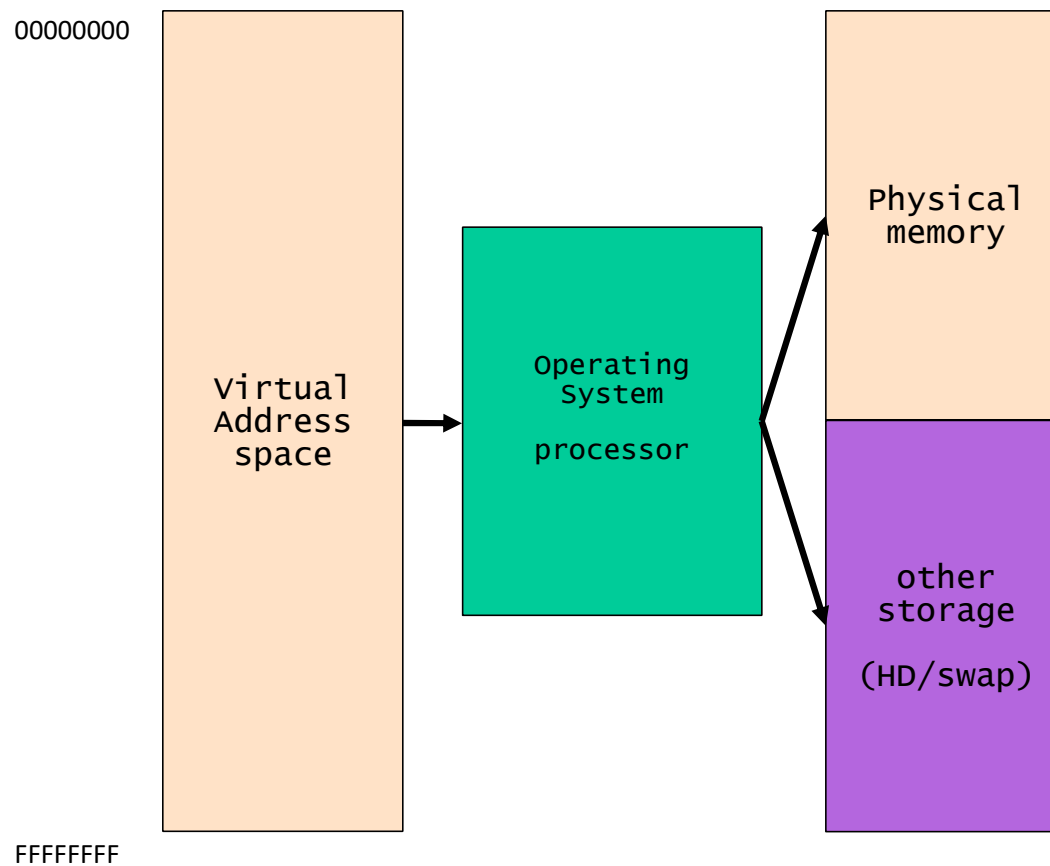 00000000
Virtual
Address
space
Operating
System
processor
Physical
memory
other
storage
(HD/swap)
FFFFFFFF